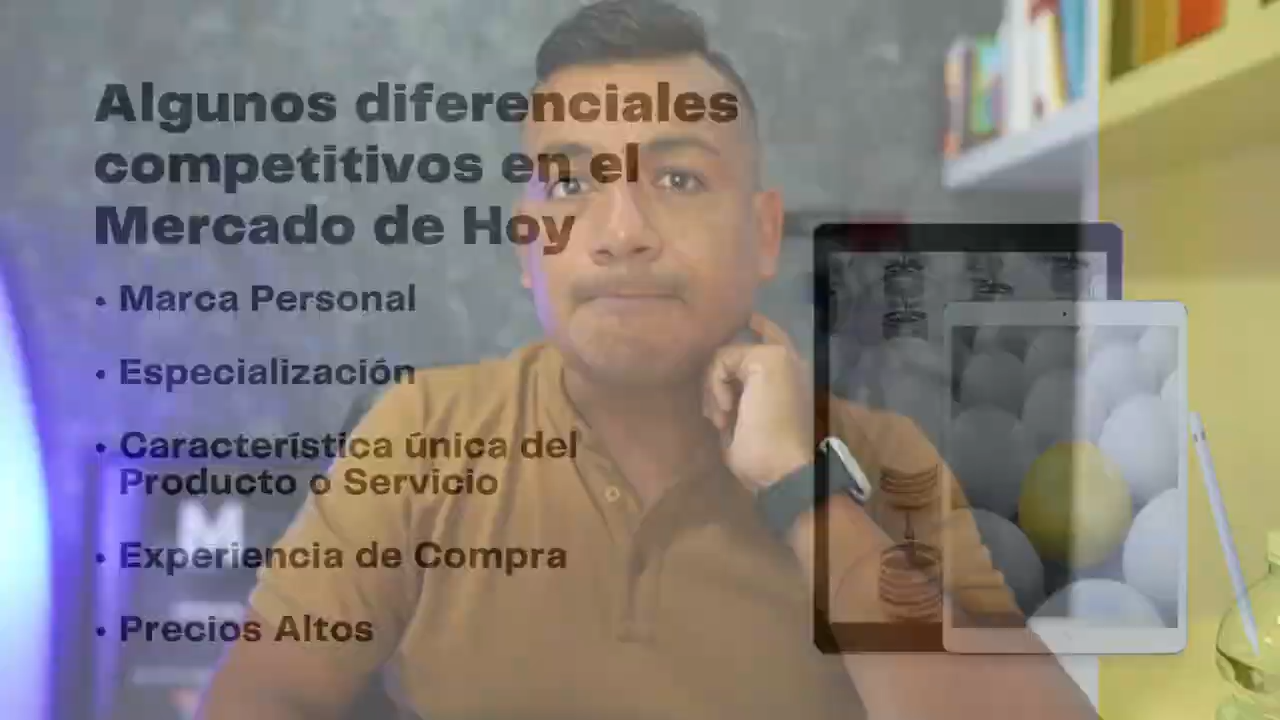 Algunos diferenciales
competitivos en el
Mercado de Hoy
• Marca Personal
• Especialización
• Característica única del
Producto o Servicio
• Experiencia de Compra
• Precios Altos
M